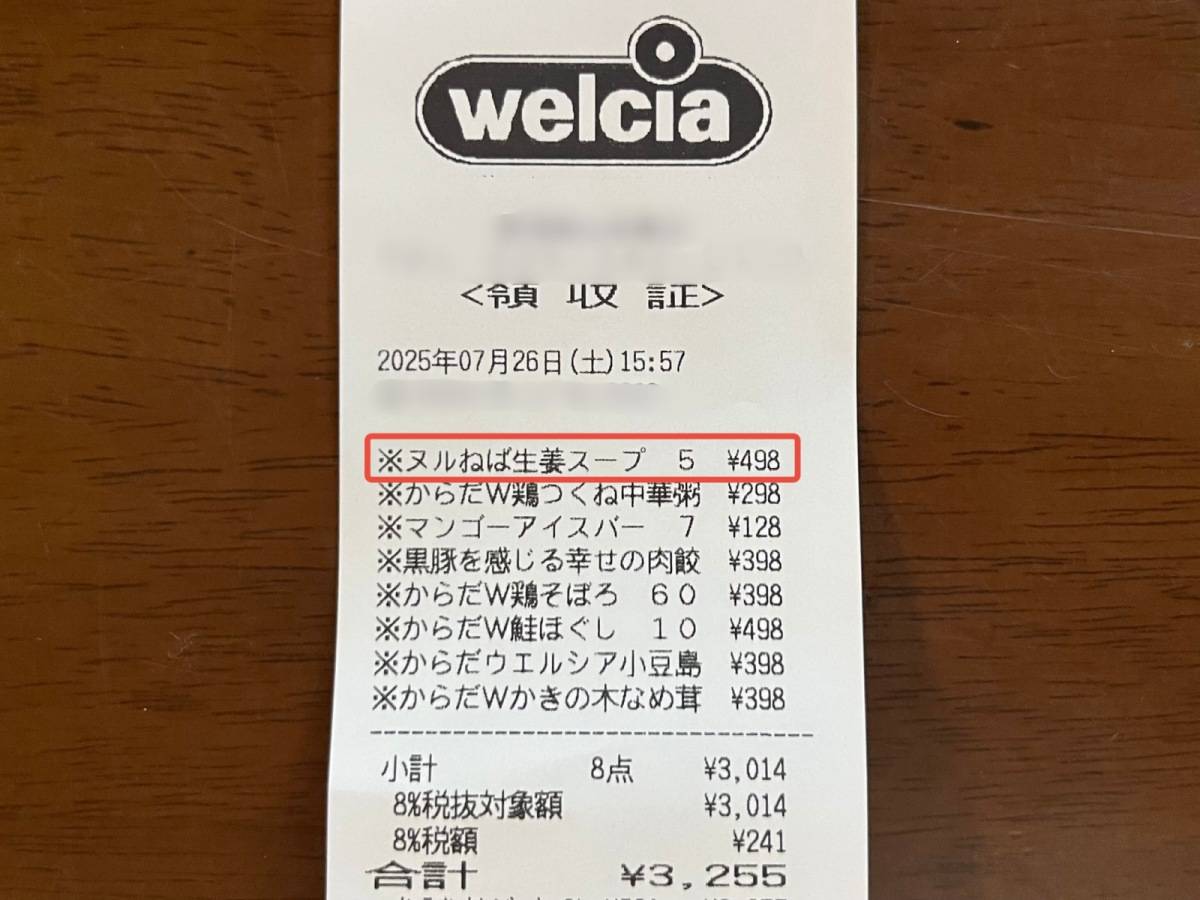 welcia
<領収証>
2025年07月26日(土)15:57
※ヌルねば生姜スープ 5 ¥498
※からだW鶏つくね中華粥 ¥298
※マンゴーアイスバー 7 ¥128
※黒豚を感じる幸せの肉餃 ¥398
※からだW鶏そぼろ 60 ¥398
※からだW鮭ほぐし 10 ¥498
※からだウエルシア小豆島 ¥398
※からだWかきの木なめ茸 ¥398
小計 8点 ¥3,014
8%税抜対象額 ¥3,014
8%税額 ¥241
合計 ¥3,255